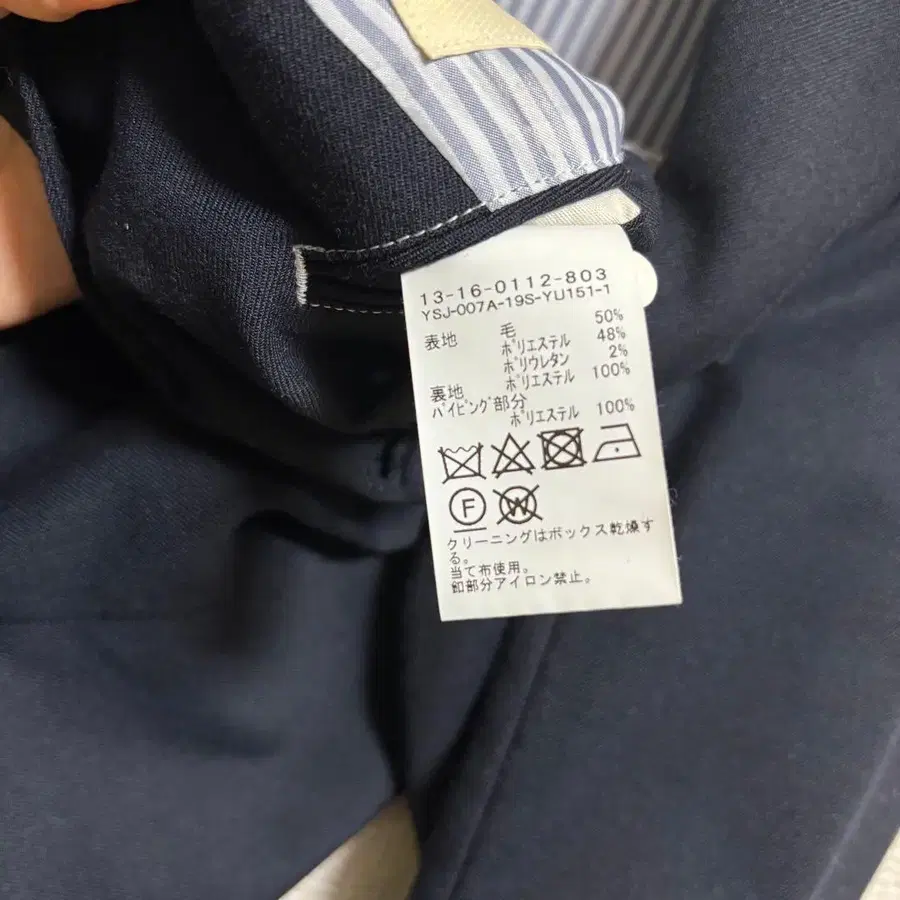 13-16-0112-803
YSJ-007A-19S-YU151-1
表地 毛 50%
ポリエステル 48%
ポリウレタン 2%
裏地 ポリエステル 100%
パイピング部分
ポリエステル 100%
F W
クリーニングはボックス乾燥す
る。
当て布使用。
釦部分アイロン禁止。